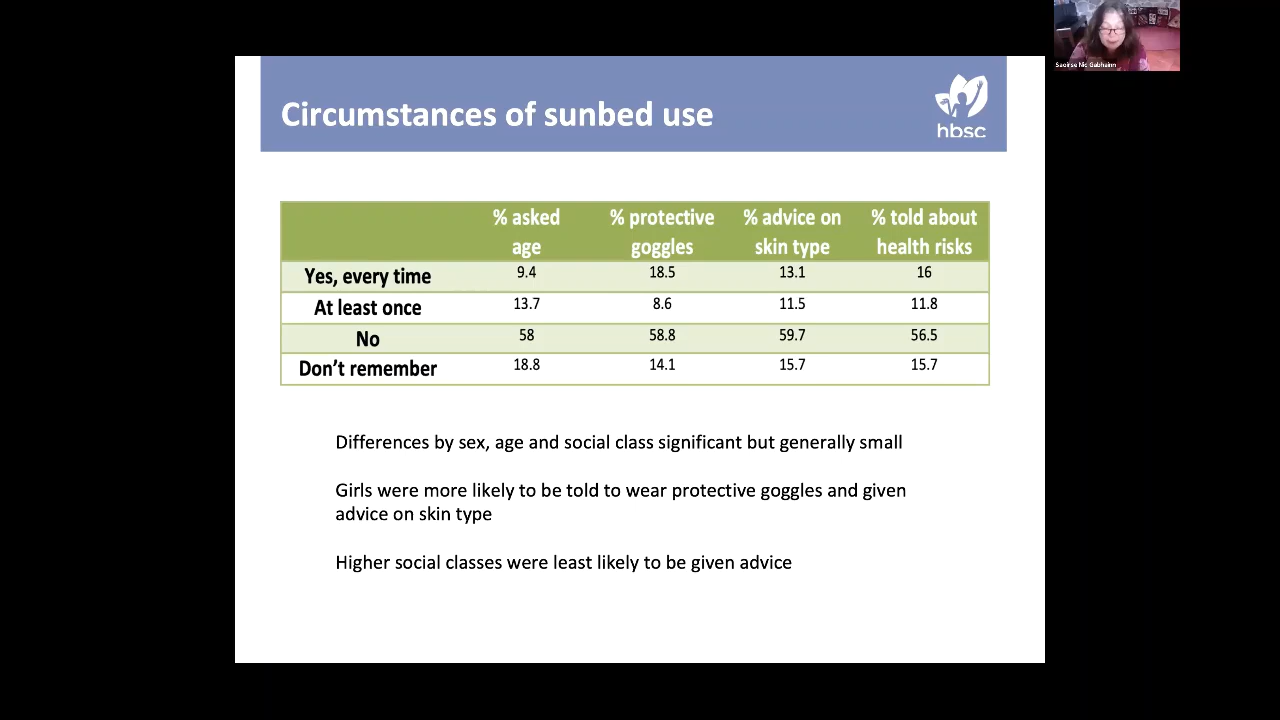 Saoirse Nic Gabhainn
Circumstances of sunbed use
hbsc
% asked age % protective goggles % advice on skin type % told about health risks
Yes, every time 9.4 18.5 13.1 16
At least once 13.7 8.6 11.5 11.8
No 58 58.8 59.7 56.5
Don't remember 18.8 14.1 15.7 15.7
Differences by sex, age and social class significant but generally small
Girls were more likely to be told to wear protective goggles and given
advice on skin type
Higher social classes were least likely to be given advice